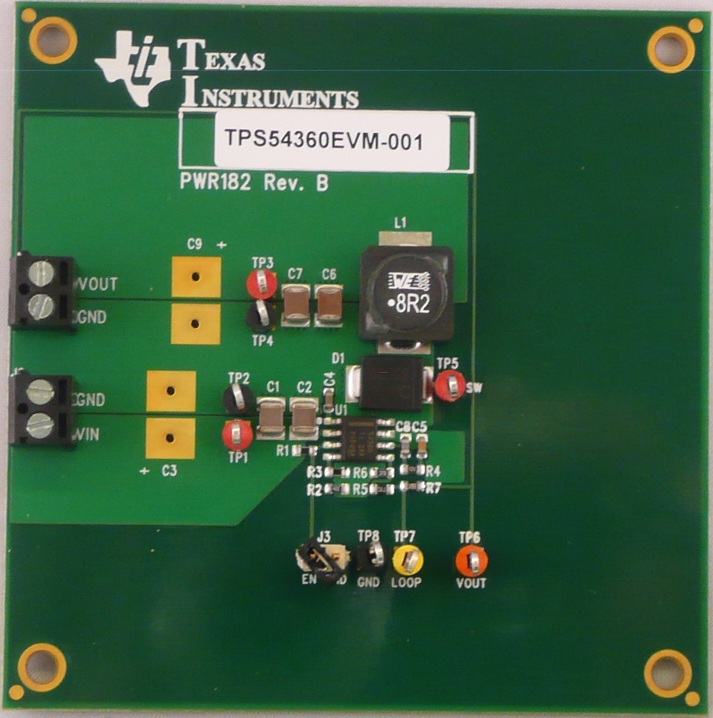 TEXAS
INSTRUMENTS
TPS54360EVM-001
PWR182 Rev. B
L1
C9 +
TP3
C7 C6
VOUT
GND
TP4
8R2
D1
TP5
SW
TP2
C1 C2 C4
GND
VIN
U1
C8 C5
TP1
R1
+ C3
R3 R6 R4
R2 R5 R7
J3 TP8 TP7 TP6
EN GND LOOP VOUT